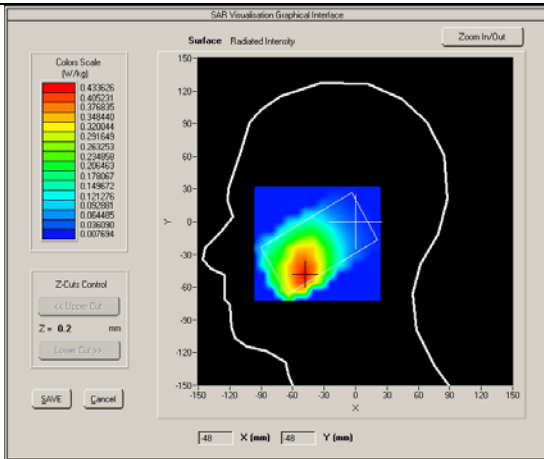 SAR Visualisation Graphical Interface
Surface Radiated Intensity
Zoom In/Out
Colors Scale
(W/kg)
0.433626
0.405231
0.376835
0.348440
0.320044
0.291649
0.263253
0.234858
0.206463
0.178067
0.149672
0.121276
0.092881
0.064485
0.036090
0.007694
Z-Cuts Control
<< Upper Cut
Z = 0.2 mm
Lower Cut >>
SAVE
Cancel
150
120
90
60
30
0
-30
-60
-90
-120
-150
Y
-150 -120 -90 -60 -30 0 30 60 90 120 150
X
-48 X (mm) -48 Y (mm)